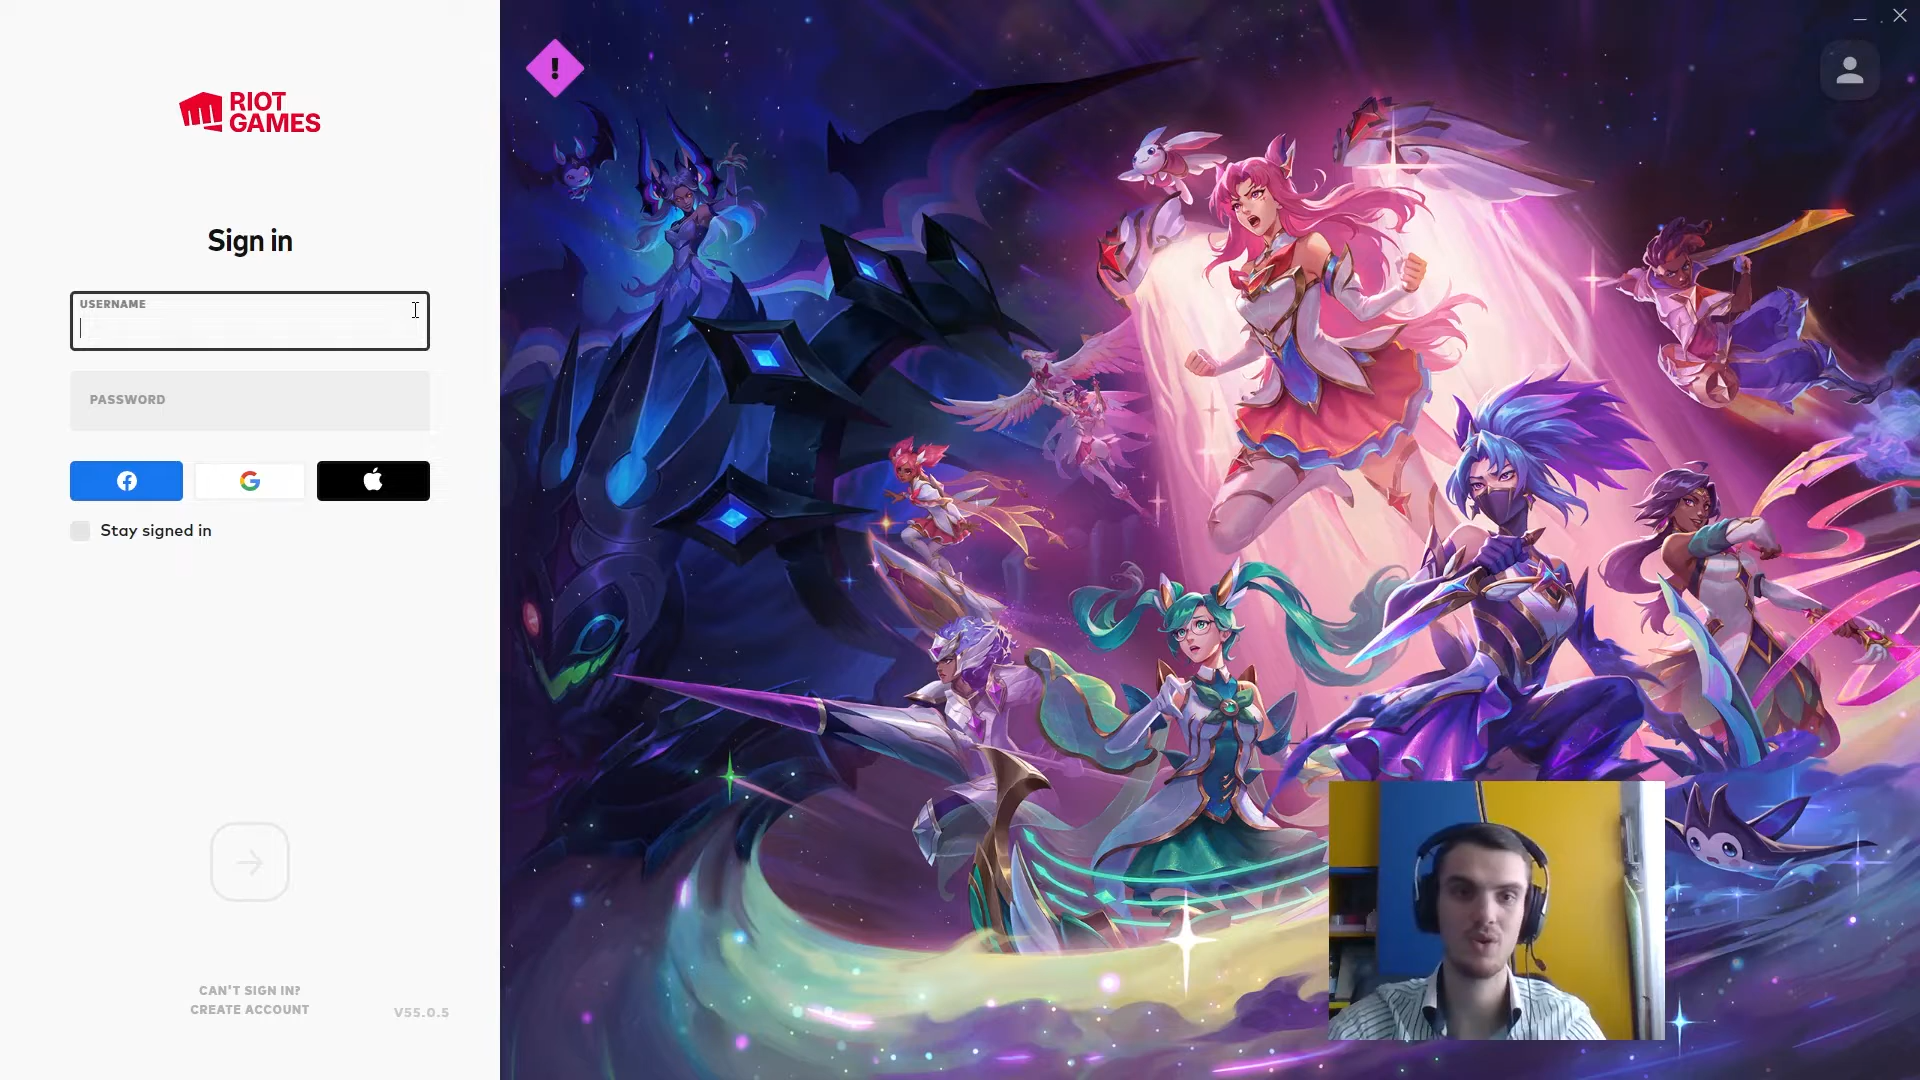 RIOT
GAMES
!
Sign in
USERNAME
PASSWORD
Stay signed in
CAN'T SIGN IN?
CREATE ACCOUNT
V55.0.5